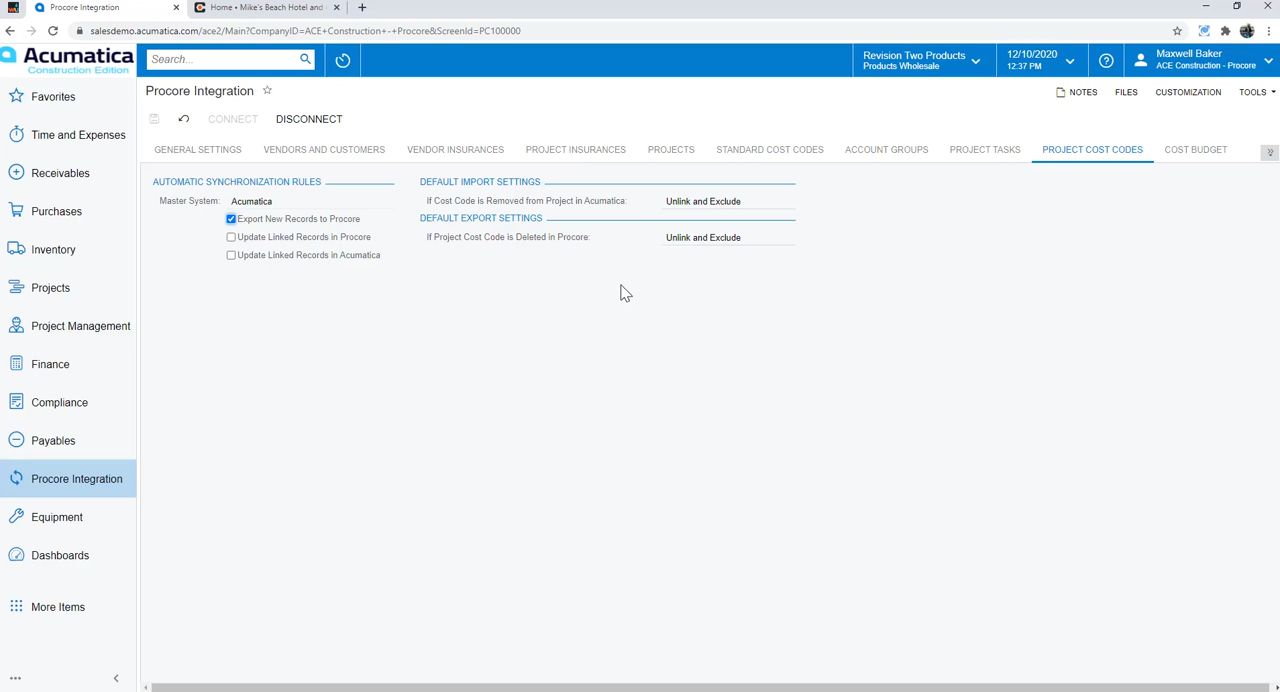 Procore Integration
Home • Mike's Beach Hotel and
salesdemo.acumatica.com/ace2/Main?CompanyID=ACE+Construction+-+Procore&ScreenId=PC100000
Acumatica
Construction Edition
Search...
Revision Two Products
Products Wholesale
12/10/2020
12:37 PM
Maxwell Baker
ACE Construction - Procore
Favorites
Time and Expenses
Receivables
Purchases
Inventory
Projects
Project Management
Finance
Compliance
Payables
Procore Integration
Equipment
Dashboards
More Items
Procore Integration
NOTES FILES CUSTOMIZATION TOOLS
CONNECT DISCONNECT
GENERAL SETTINGS VENDORS AND CUSTOMERS VENDOR INSURANCES PROJECT INSURANCES PROJECTS STANDARD COST CODES ACCOUNT GROUPS PROJECT TASKS PROJECT COST CODES COST BUDGET
AUTOMATIC SYNCHRONIZATION RULES
Master System: Acumatica
Export New Records to Procore
Update Linked Records in Procore
Update Linked Records in Acumatica
DEFAULT IMPORT SETTINGS
If Cost Code is Removed from Project in Acumatica: Unlink and Exclude
DEFAULT EXPORT SETTINGS
If Project Cost Code is Deleted in Procore: Unlink and Exclude